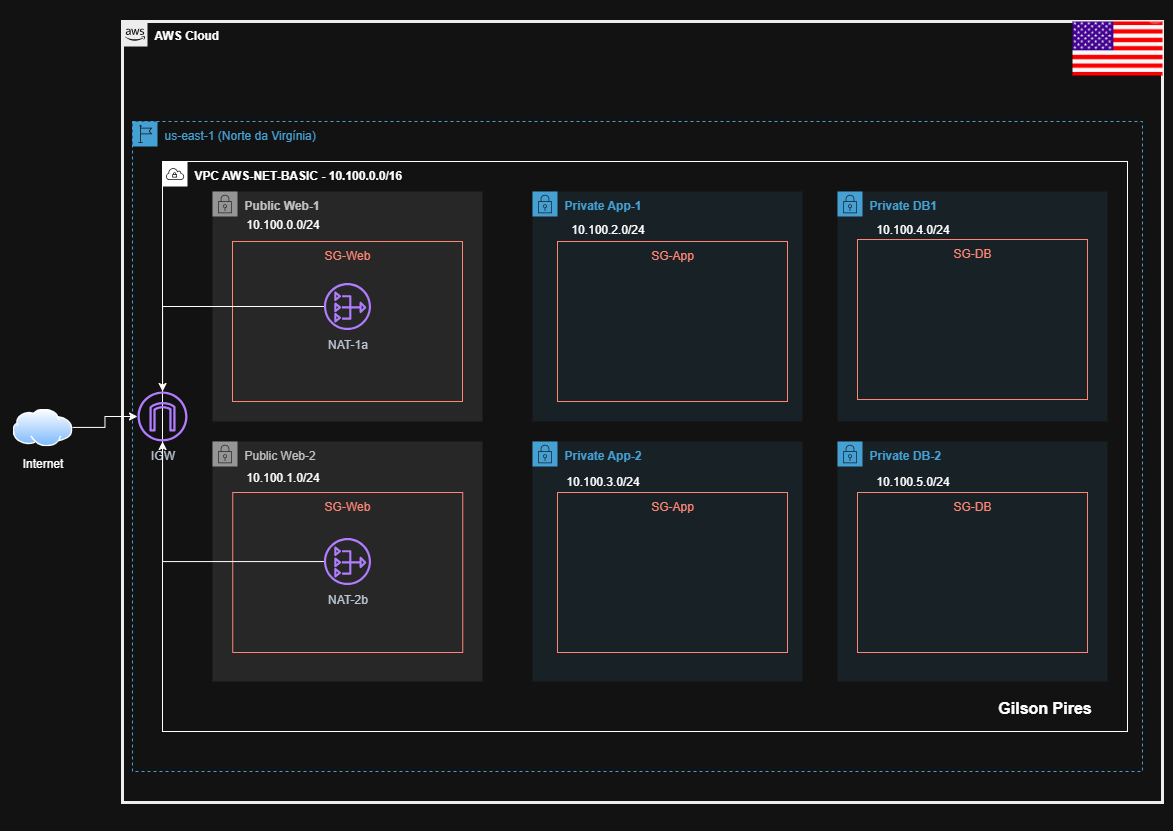 aws
AWS Cloud
us-east-1 (Norte da Virgínia)
VPC AWS-NET-BASIC - 10.100.0.0/16
Public Web-1
10.100.0.0/24
SG-Web
NAT-1a
Private App-1
10.100.2.0/24
SG-App
Private DB1
10.100.4.0/24
SG-DB
Internet
IGW
Public Web-2
10.100.1.0/24
SG-Web
NAT-2b
Private App-2
10.100.3.0/24
SG-App
Private DB-2
10.100.5.0/24
SG-DB
Gilson Pires